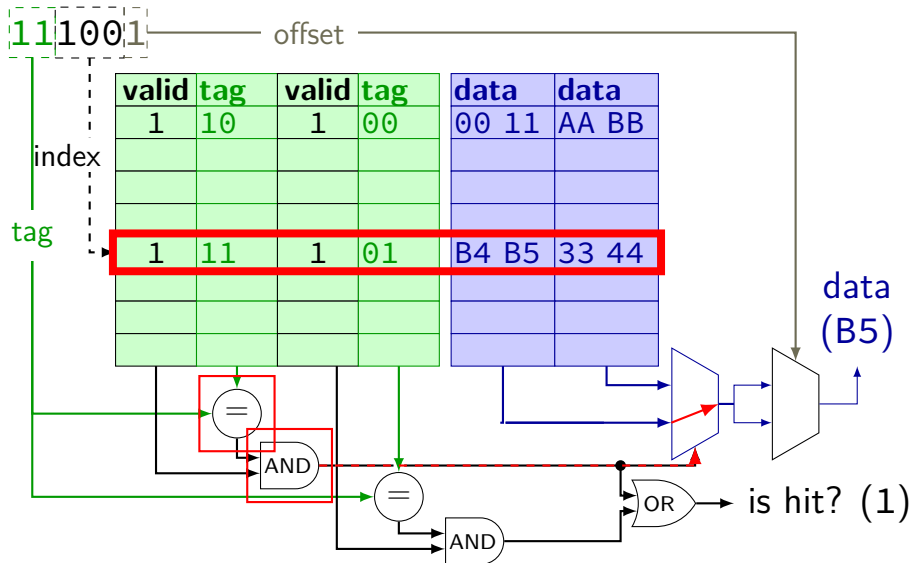 111001
offset
valid tag valid tag data data
1 10 1 00 00 11 AA BB
index
tag
1 11 1 01 B4 B5 33 44
data
(B5)
=
AND
=
OR
is hit? (1)
AND